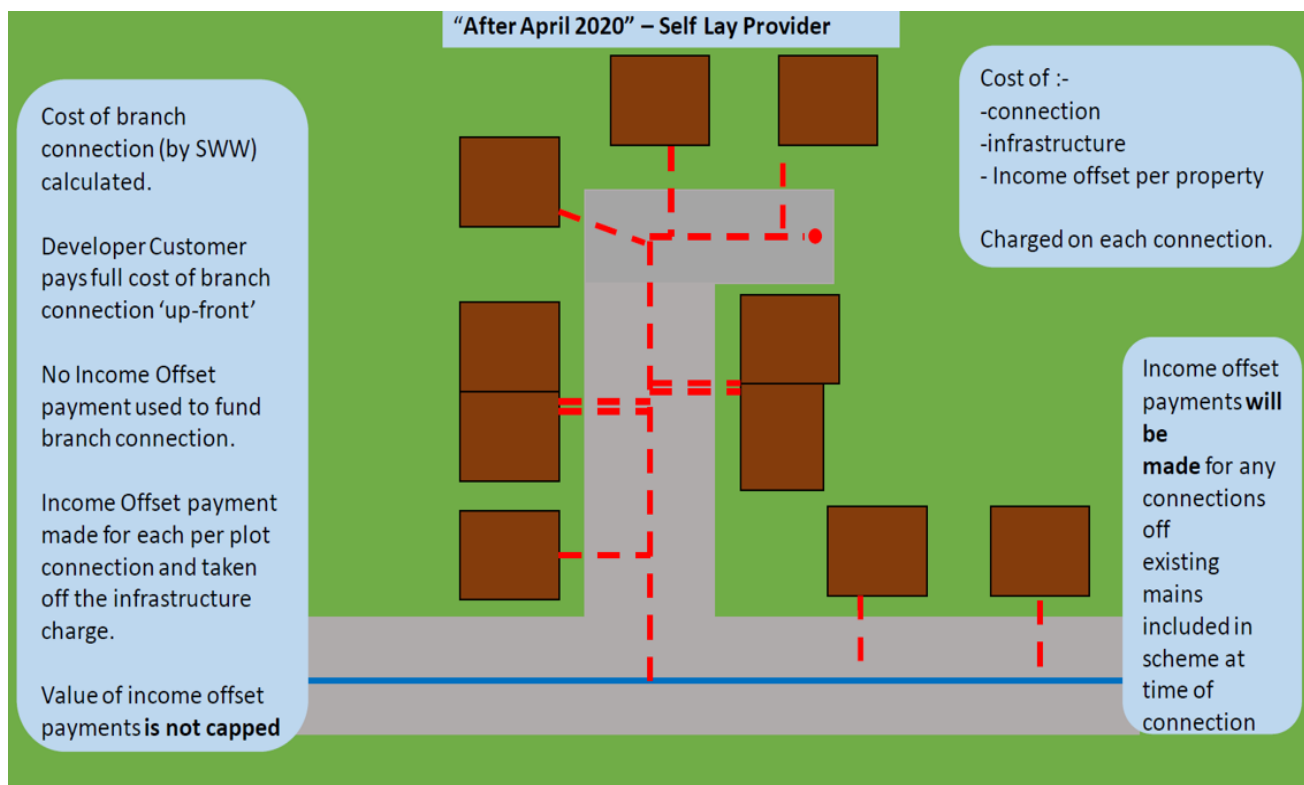 “After April 2020” – Self Lay Provider
Cost of branch
connection (by SWW)
calculated.
Developer Customer
pays full cost of branch
connection ‘up-front’
No Income Offset
payment used to fund
branch connection.
Income Offset payment
made for each per plot
connection and taken
off the infrastructure
charge.
Value of income offset
payments is not capped
Cost of :-
-connection
-infrastructure
- Income offset per property
Charged on each connection.
Income offset
payments will
be
made for any
connections
off
existing
mains
included in
scheme at
time of
connection